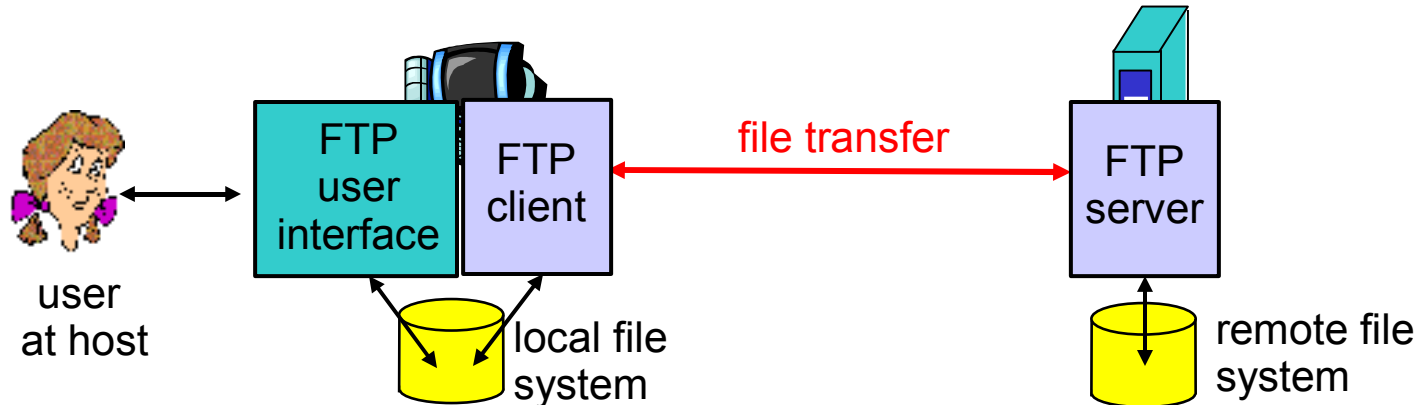 FTP
user
interface
FTP
client
file transfer
FTP
server
user
at host
local file
system
remote file
system